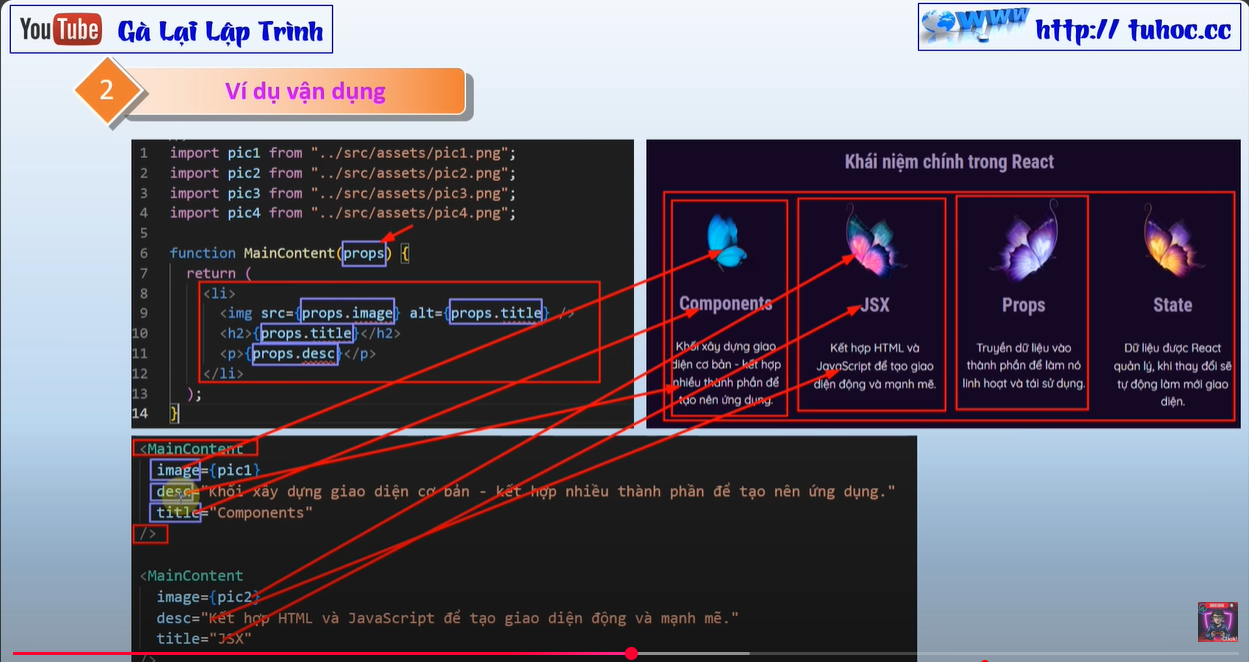 YouTube Gà Lại Lập Trình
WWW http:// tuhoc.cc
2 Ví dụ vận dụng
1 import pic1 from "../src/assets/pic1.png";
2 import pic2 from "../src/assets/pic2.png";
3 import pic3 from "../src/assets/pic3.png";
4 import pic4 from "../src/assets/pic4.png";
5
6 function MainContent(props) {
7 return (
8 <li>
9 <img src={props.image} alt={props.title} />
10 <h2>{props.title}</h2>
11 <p>{props.desc}</p>
12 </li>
13 );
14 }
Khái niệm chính trong React
Components
Khối xây dựng giao
diện cơ bản - kết hợp
nhiều thành phần để
tạo nên ứng dụng.
JSX
Kết hợp HTML và
JavaScript để tạo giao
diện động và mạnh mẽ.
Props
Truyền dữ liệu vào
thành phần để làm nó
linh hoạt và tái sử dụng.
State
Dữ liệu được React
quản lý, khi thay đổi sẽ
tự động làm mới giao
diện.
<MainContent
image={pic1}
desc="Khối xây dựng giao diện cơ bản - kết hợp nhiều thành phần để tạo nên ứng dụng."
title="Components"
/>
<MainContent
image={pic2}
desc="Kết hợp HTML và JavaScript để tạo giao diện động và mạnh mẽ."
title="JSX"
/>